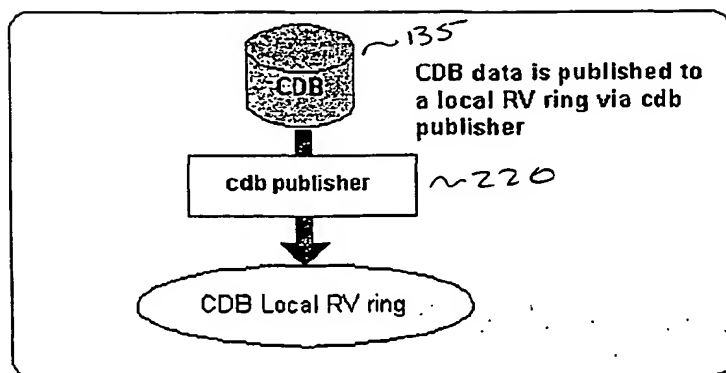 ~135
CDB
CDB data is published to
a local RV ring via cdb
publisher
cdb publisher
~220
CDB Local RV ring